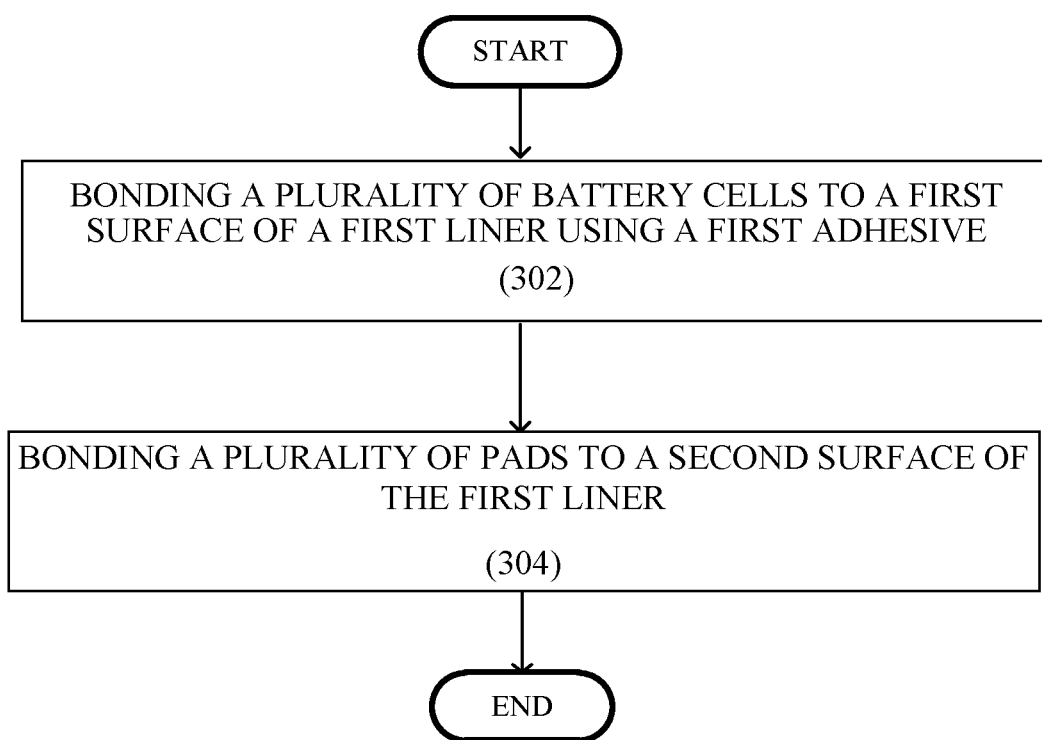 START
BONDING A PLURALITY OF BATTERY CELLS TO A FIRST
SURFACE OF A FIRST LINER USING A FIRST ADHESIVE
(302)
BONDING A PLURALITY OF PADS TO A SECOND SURFACE OF
THE FIRST LINER
(304)
END